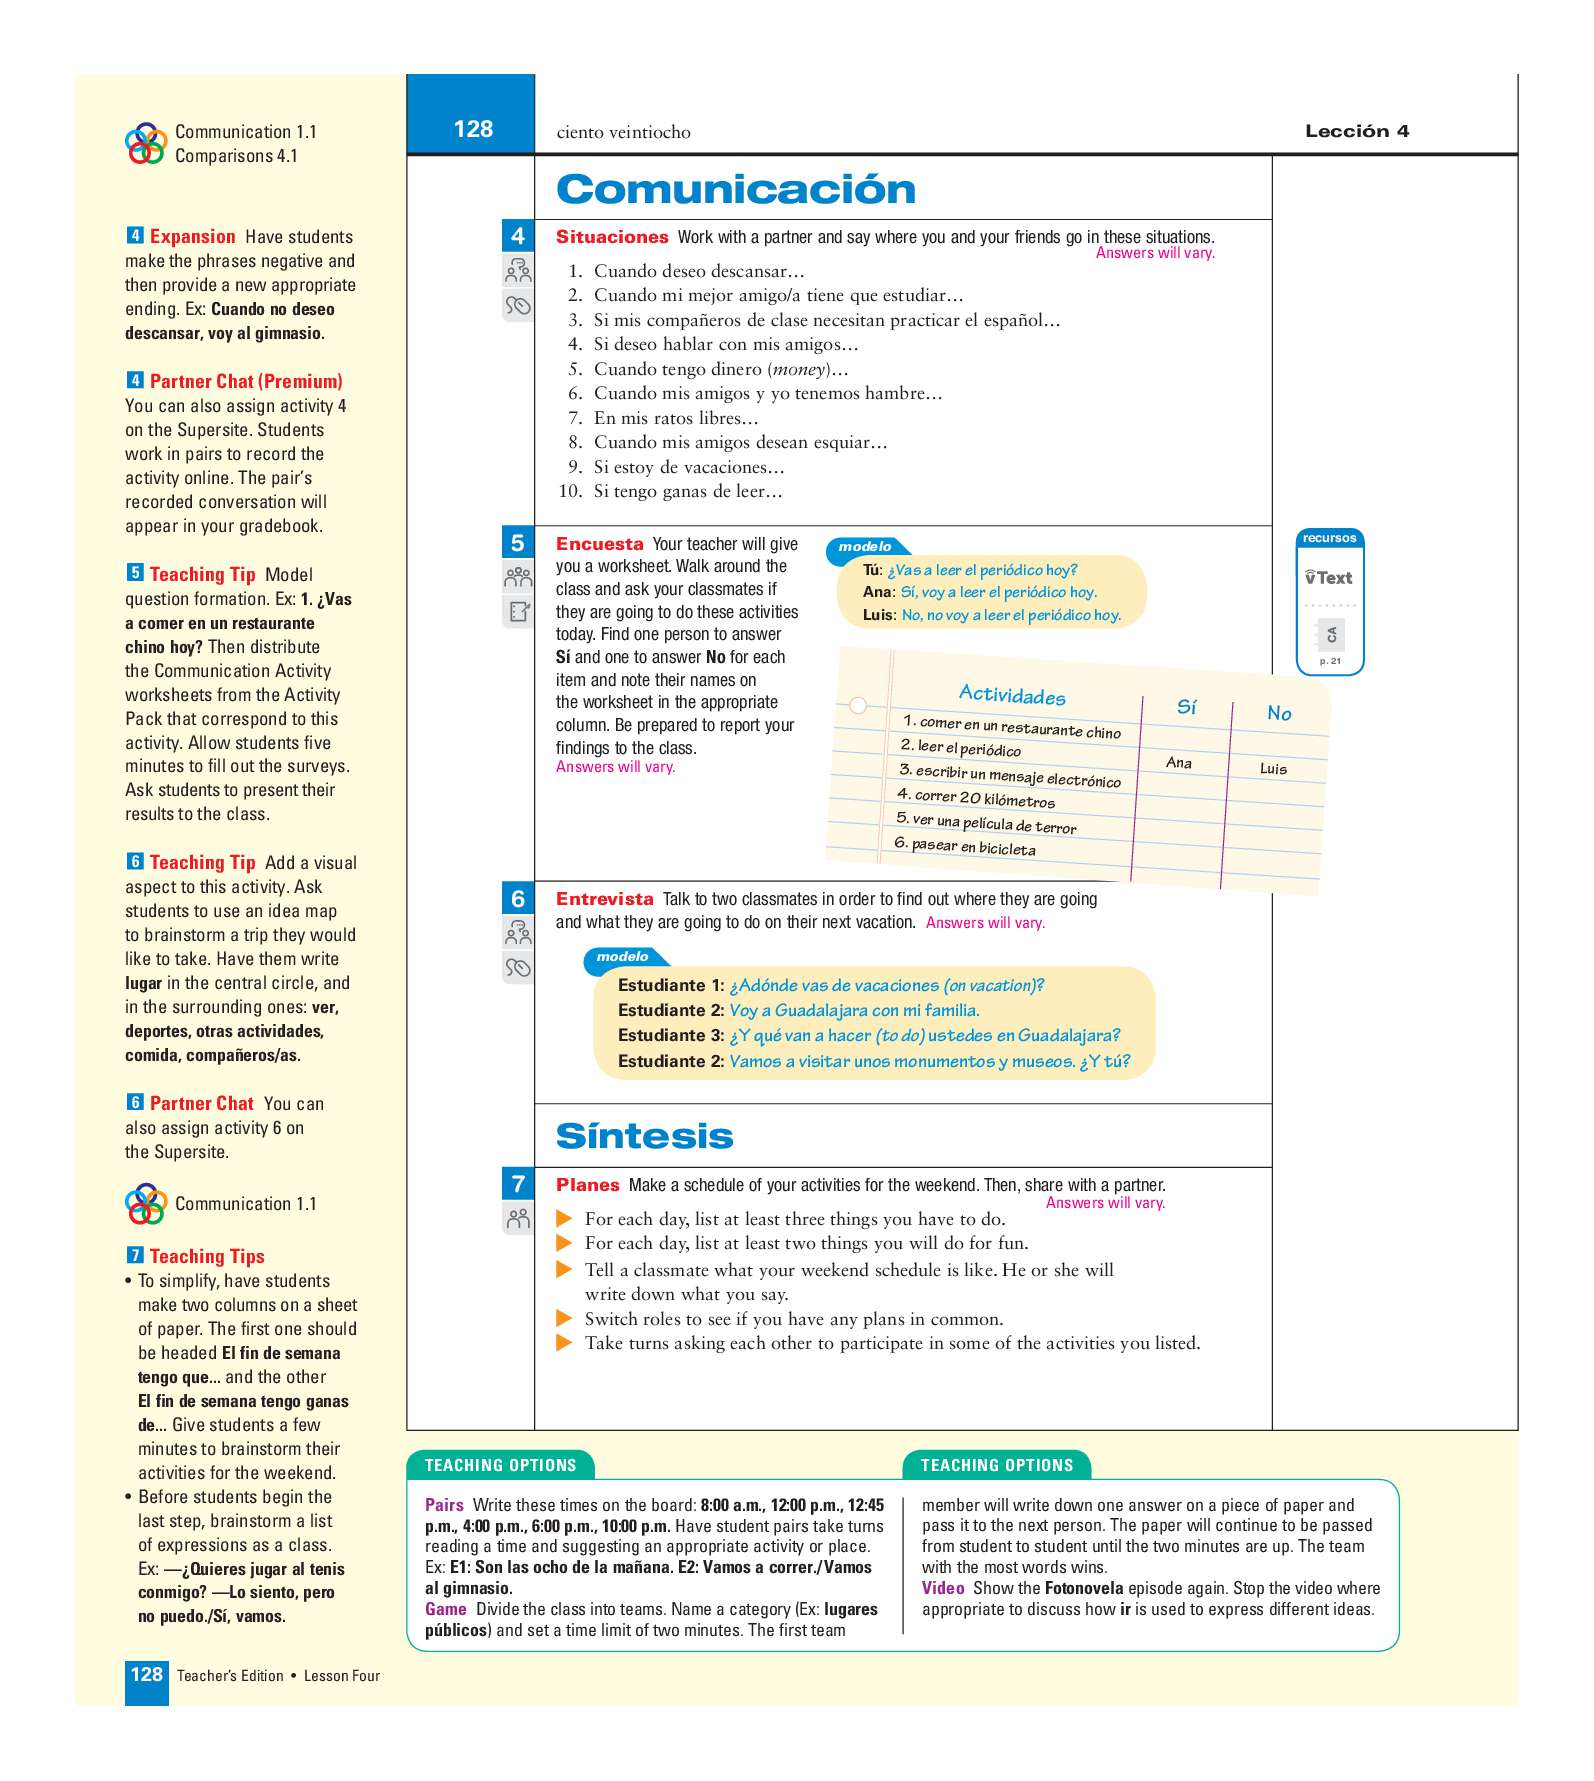 Communication 1.1
Comparisons 4.1
4 Expansion Have students
make the phrases negative and
then provide a new appropriate
ending. Ex: Cuando no deseo
descansar, voy al gimnasio.
4 Partner Chat (Premium)
You can also assign activity 4
on the Supersite. Students
work in pairs to record the
activity online. The pair's
recorded conversation will
appear in your gradebook.
5 Teaching Tip Model
question formation. Ex: 1. ¿Vas
a comer en un restaurante
chino hoy? Then distribute
the Communication Activity
worksheets from the Activity
Pack that correspond to this
activity. Allow students five
minutes to fill out the surveys.
Ask students to present their
results to the class.
6 Teaching Tip Add a visual
aspect to this activity. Ask
students to use an idea map
to brainstorm a trip they would
like to take. Have them write
lugar in the central circle, and
in the surrounding ones: ver,
deportes, otras actividades,
comida, compañeros/as.
6 Partner Chat You can
also assign activity 6 on
the Supersite.
Communication 1.1
7 Teaching Tips
• To simplify, have students
make two columns on a sheet
of paper. The first one should
be headed El fin de semana
tengo que... and the other
El fin de semana tengo ganas
de... Give students a few
minutes to brainstorm their
activities for the weekend.
• Before students begin the
last step, brainstorm a list
of expressions as a class.
Ex: —¿Quieres jugar al tenis
conmigo? —Lo siento, pero
no puedo./Sí, vamos.
128 ciento veintiocho Lección 4
Comunicación
4 Situaciones Work with a partner and say where you and your friends go in these situations.
Answers will vary.
1. Cuando deseo descansar…
2. Cuando mi mejor amigo/a tiene que estudiar…
3. Si mis compañeros de clase necesitan practicar el español…
4. Si deseo hablar con mis amigos…
5. Cuando tengo dinero (money)…
6. Cuando mis amigos y yo tenemos hambre…
7. En mis ratos libres…
8. Cuando mis amigos desean esquiar…
9. Si estoy de vacaciones…
10. Si tengo ganas de leer…
5 Encuesta Your teacher will give
you a worksheet. Walk around the
class and ask your classmates if
they are going to do these activities
today. Find one person to answer
Sí and one to answer No for each
item and note their names on
the worksheet in the appropriate
column. Be prepared to report your
findings to the class.
Answers will vary.
modelo
Tú: ¿Vas a leer el periódico hoy?
Ana: Sí, voy a leer el periódico hoy.
Luis: No, no voy a leer el periódico hoy.
Actividades Sí No
1. comer en un restaurante chino
2. leer el periódico Ana Luis
3. escribir un mensaje electrónico
4. correr 20 kilómetros
5. ver una película de terror
6. pasear en bicicleta
recursos
vText
CA
p. 21
6 Entrevista Talk to two classmates in order to find out where they are going
and what they are going to do on their next vacation. Answers will vary.
modelo
Estudiante 1: ¿Adónde vas de vacaciones (on vacation)?
Estudiante 2: Voy a Guadalajara con mi familia.
Estudiante 3: ¿Y qué van a hacer (to do) ustedes en Guadalajara?
Estudiante 2: Vamos a visitar unos monumentos y museos. ¿Y tú?
Síntesis
7 Planes Make a schedule of your activities for the weekend. Then, share with a partner.
Answers will vary.
For each day, list at least three things you have to do.
For each day, list at least two things you will do for fun.
Tell a classmate what your weekend schedule is like. He or she will
write down what you say.
Switch roles to see if you have any plans in common.
Take turns asking each other to participate in some of the activities you listed.
TEACHING OPTIONS
Pairs Write these times on the board: 8:00 a.m., 12:00 p.m., 12:45
p.m., 4:00 p.m., 6:00 p.m., 10:00 p.m. Have student pairs take turns
reading a time and suggesting an appropriate activity or place.
Ex: E1: Son las ocho de la mañana. E2: Vamos a correr./Vamos
al gimnasio.
Game Divide the class into teams. Name a category (Ex: lugares
públicos) and set a time limit of two minutes. The first team
TEACHING OPTIONS
member will write down one answer on a piece of paper and
pass it to the next person. The paper will continue to be passed
from student to student until the two minutes are up. The team
with the most words wins.
Video Show the Fotonovela episode again. Stop the video where
appropriate to discuss how ir is used to express different ideas.
128 Teacher's Edition • Lesson Four